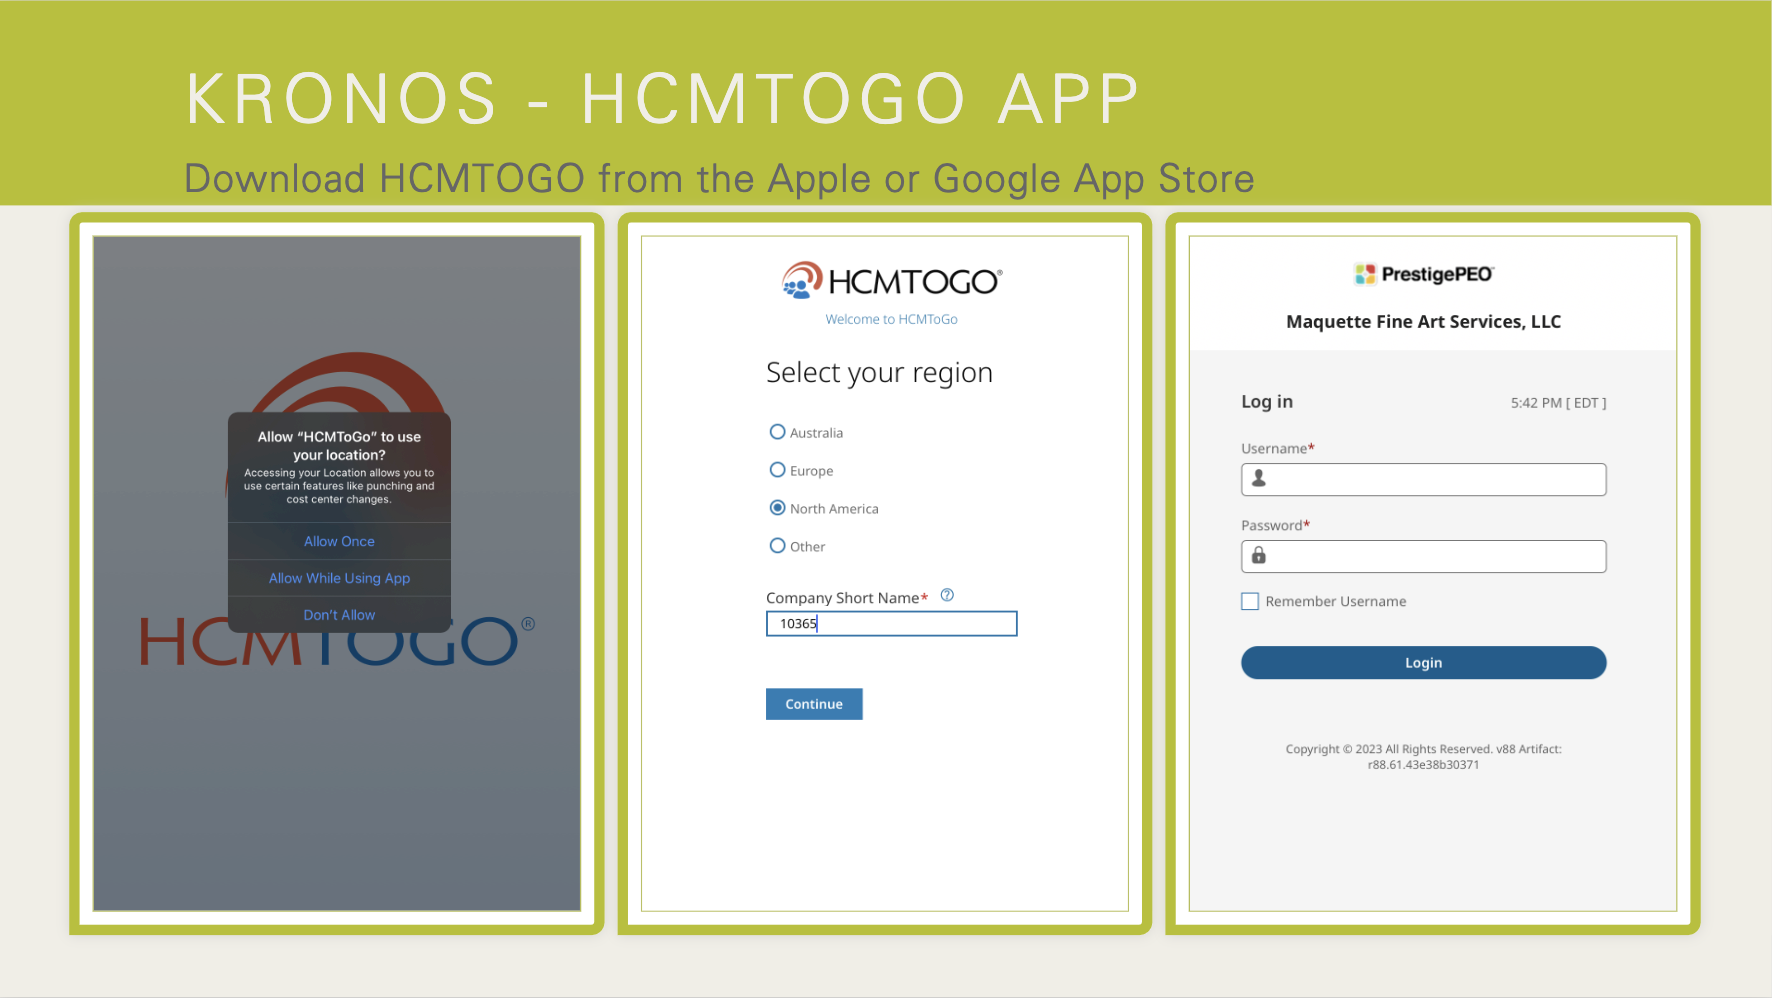 KRONOS - HCMTOGO APP
Download HCMTOGO from the Apple or Google App Store
Allow “HCMToGo” to use
your location?
Accessing your Location allows you to
use certain features like punching and
cost center changes.
Allow Once
Allow While Using App
Don’t Allow
HCMTOGO®
HCMTOGO®
Welcome to HCMToGo
Select your region
Australia
Europe
North America
Other
Company Short Name*
10365
Continue
PrestigePEO™
Maquette Fine Art Services, LLC
Log in 5:42 PM [ EDT ]
Username*
Password*
Remember Username
Login
Copyright © 2023 All Rights Reserved. v88 Artifact:
r88.61.43e38b30371